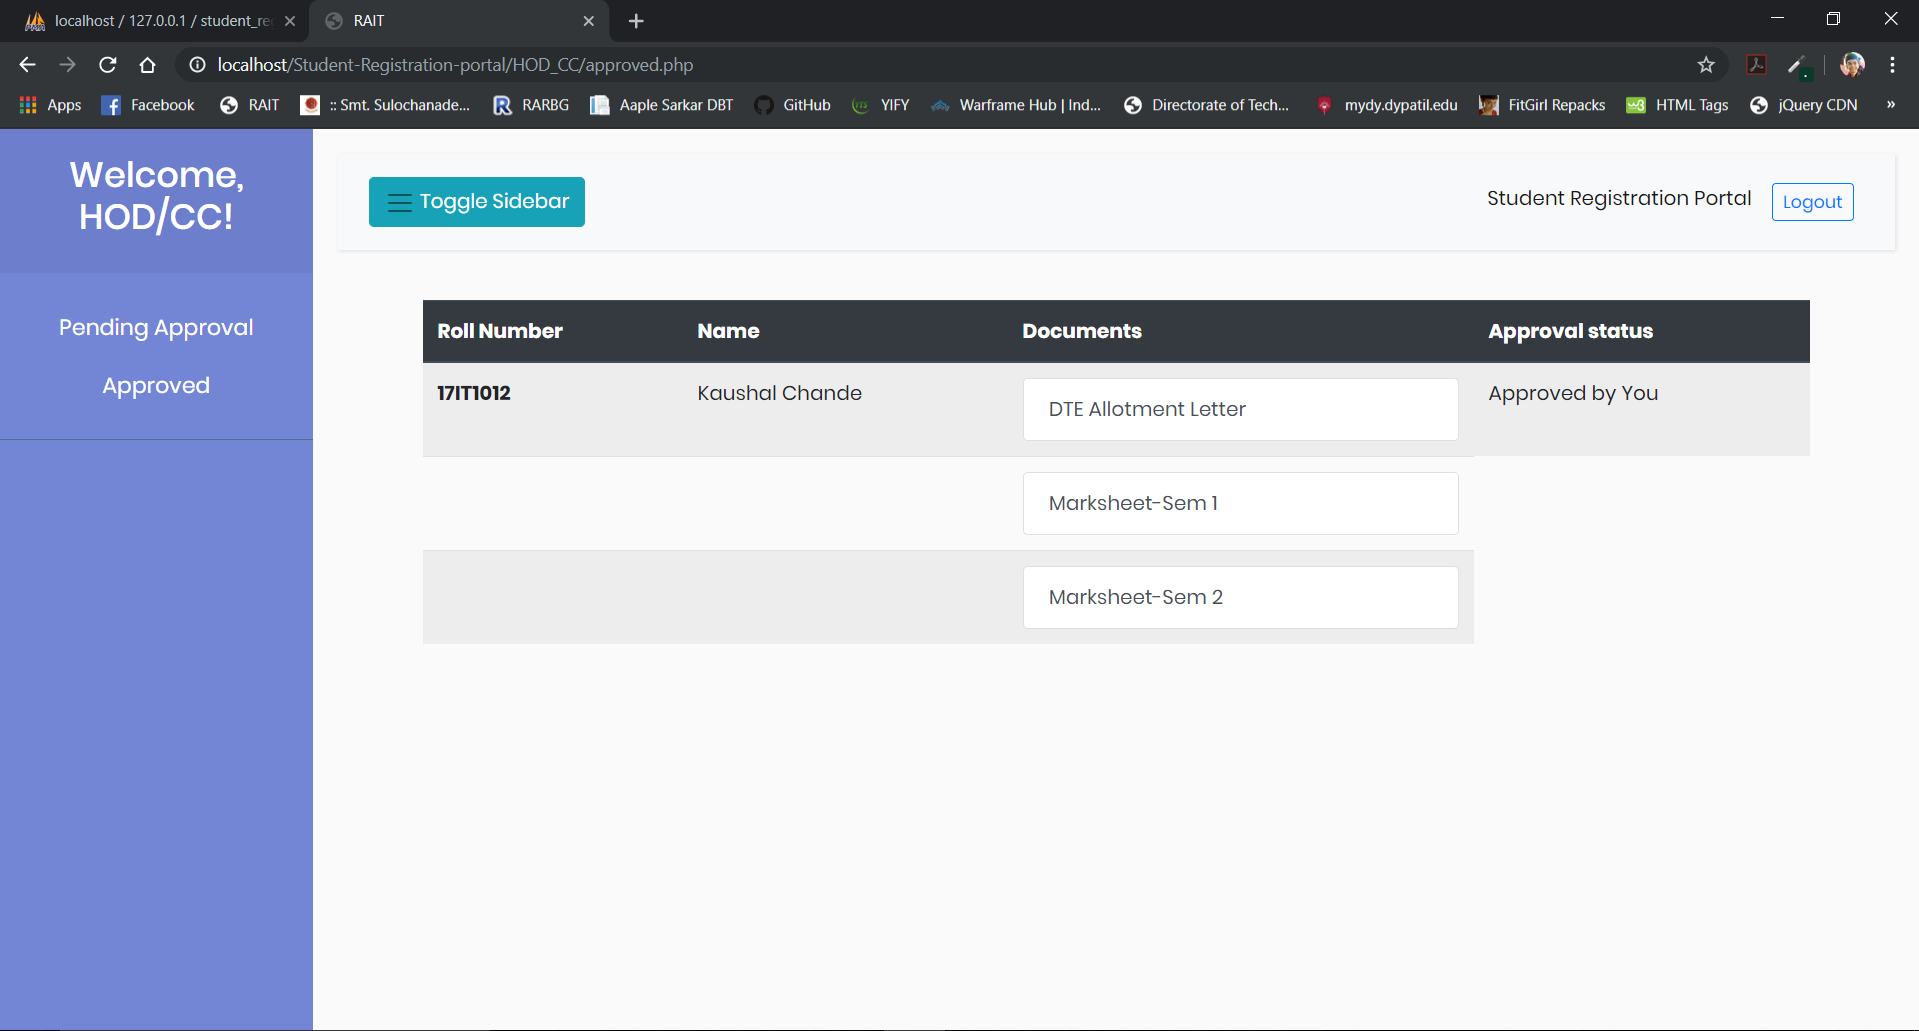 localhost / 127.0.0.1 / student_re
RAIT
localhost/Student-Registration-portal/HOD_CC/approved.php
Apps
Facebook
RAIT
:: Smt. Sulochanade...
RARBG
Aaple Sarkar DBT
GitHub
YIFY
Warframe Hub | Ind...
Directorate of Tech...
mydy.dypatil.edu
FitGirl Repacks
HTML Tags
jQuery CDN
»
Welcome,
HOD/CC!
Pending Approval
Approved
Toggle Sidebar
Student Registration Portal
Logout
Roll Number Name Documents Approval status
17IT1012 Kaushal Chande DTE Allotment Letter Approved by You
Marksheet-Sem 1
Marksheet-Sem 2